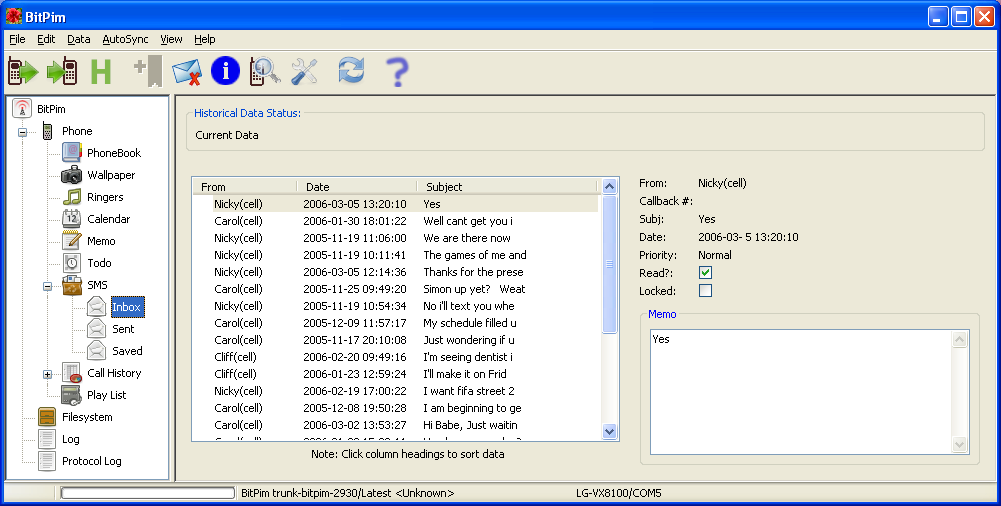 BitPim
File Edit Data AutoSync View Help
BitPim
Phone
PhoneBook
Wallpaper
Ringers
Calendar
Memo
Todo
SMS
Inbox
Sent
Saved
Call History
Play List
Filesystem
Log
Protocol Log
Historical Data Status:
Current Data
From Date Subject
Nicky(cell) 2006-03-05 13:20:10 Yes
Carol(cell) 2006-01-30 18:01:22 Well cant get you i
Nicky(cell) 2005-11-19 11:06:00 We are there now
Nicky(cell) 2005-11-19 10:11:41 The games of me and
Nicky(cell) 2006-03-05 12:14:36 Thanks for the prese
Carol(cell) 2005-11-25 09:49:20 Simon up yet? Weat
Nicky(cell) 2005-11-19 10:54:34 No i'll text you whe
Carol(cell) 2005-12-09 11:57:17 My schedule filled u
Carol(cell) 2005-11-17 20:10:08 Just wondering if u
Cliff(cell) 2006-02-20 09:49:16 I'm seeing dentist i
Cliff(cell) 2006-01-23 12:59:24 I'll make it on Frid
Nicky(cell) 2006-02-19 17:00:22 I want fifa street 2
Carol(cell) 2005-12-08 19:50:28 I am beginning to ge
Carol(cell) 2006-03-02 13:53:27 Hi Babe, Just waitin
Note: Click column headings to sort data
From: Nicky(cell)
Callback #:
Subj: Yes
Date: 2006-03- 5 13:20:10
Priority: Normal
Read?:
Locked:
Memo
Yes
BitPim trunk-bitpim-2930/Latest <Unknown> LG-VX8100/COM5